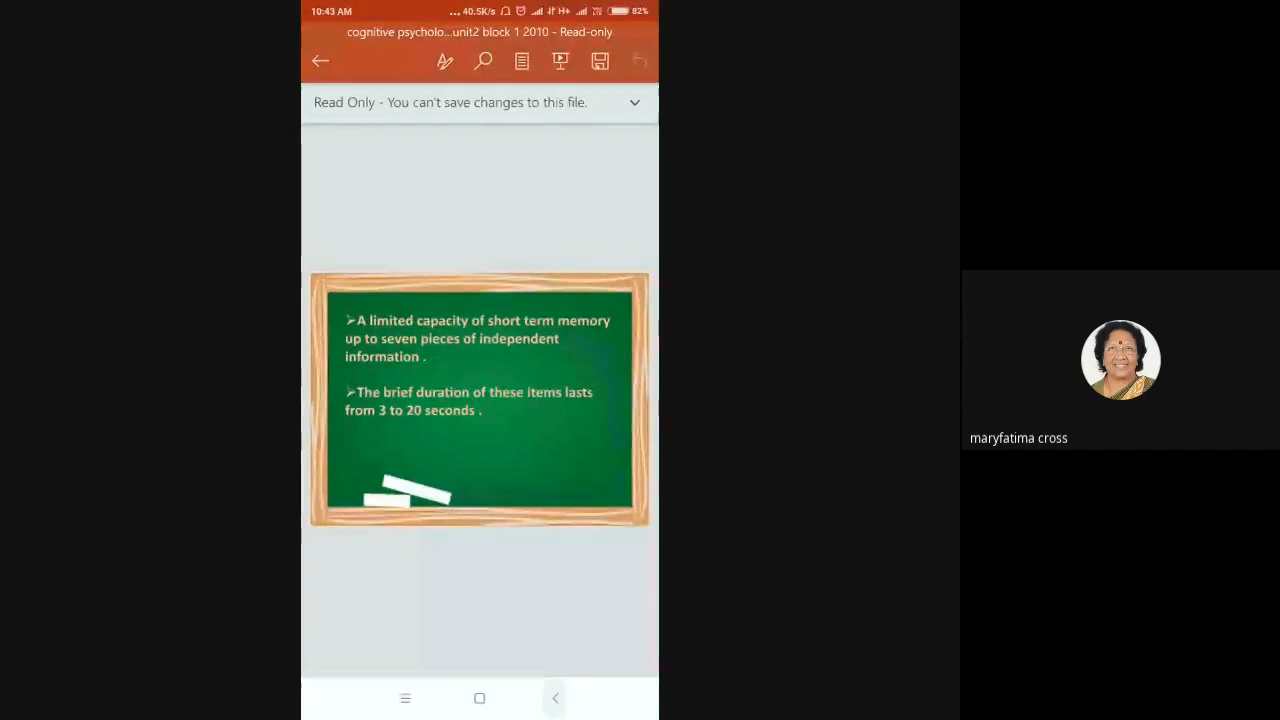 10:43 AM
... 40.5K/s
H+
82%
cognitive psycholo...unit2 block 1 2010 - Read-only
Read Only - You can't save changes to this file.
➢A limited capacity of short term memory
up to seven pieces of independent
information .
➢The brief duration of these items lasts
from 3 to 20 seconds .
maryfatima cross